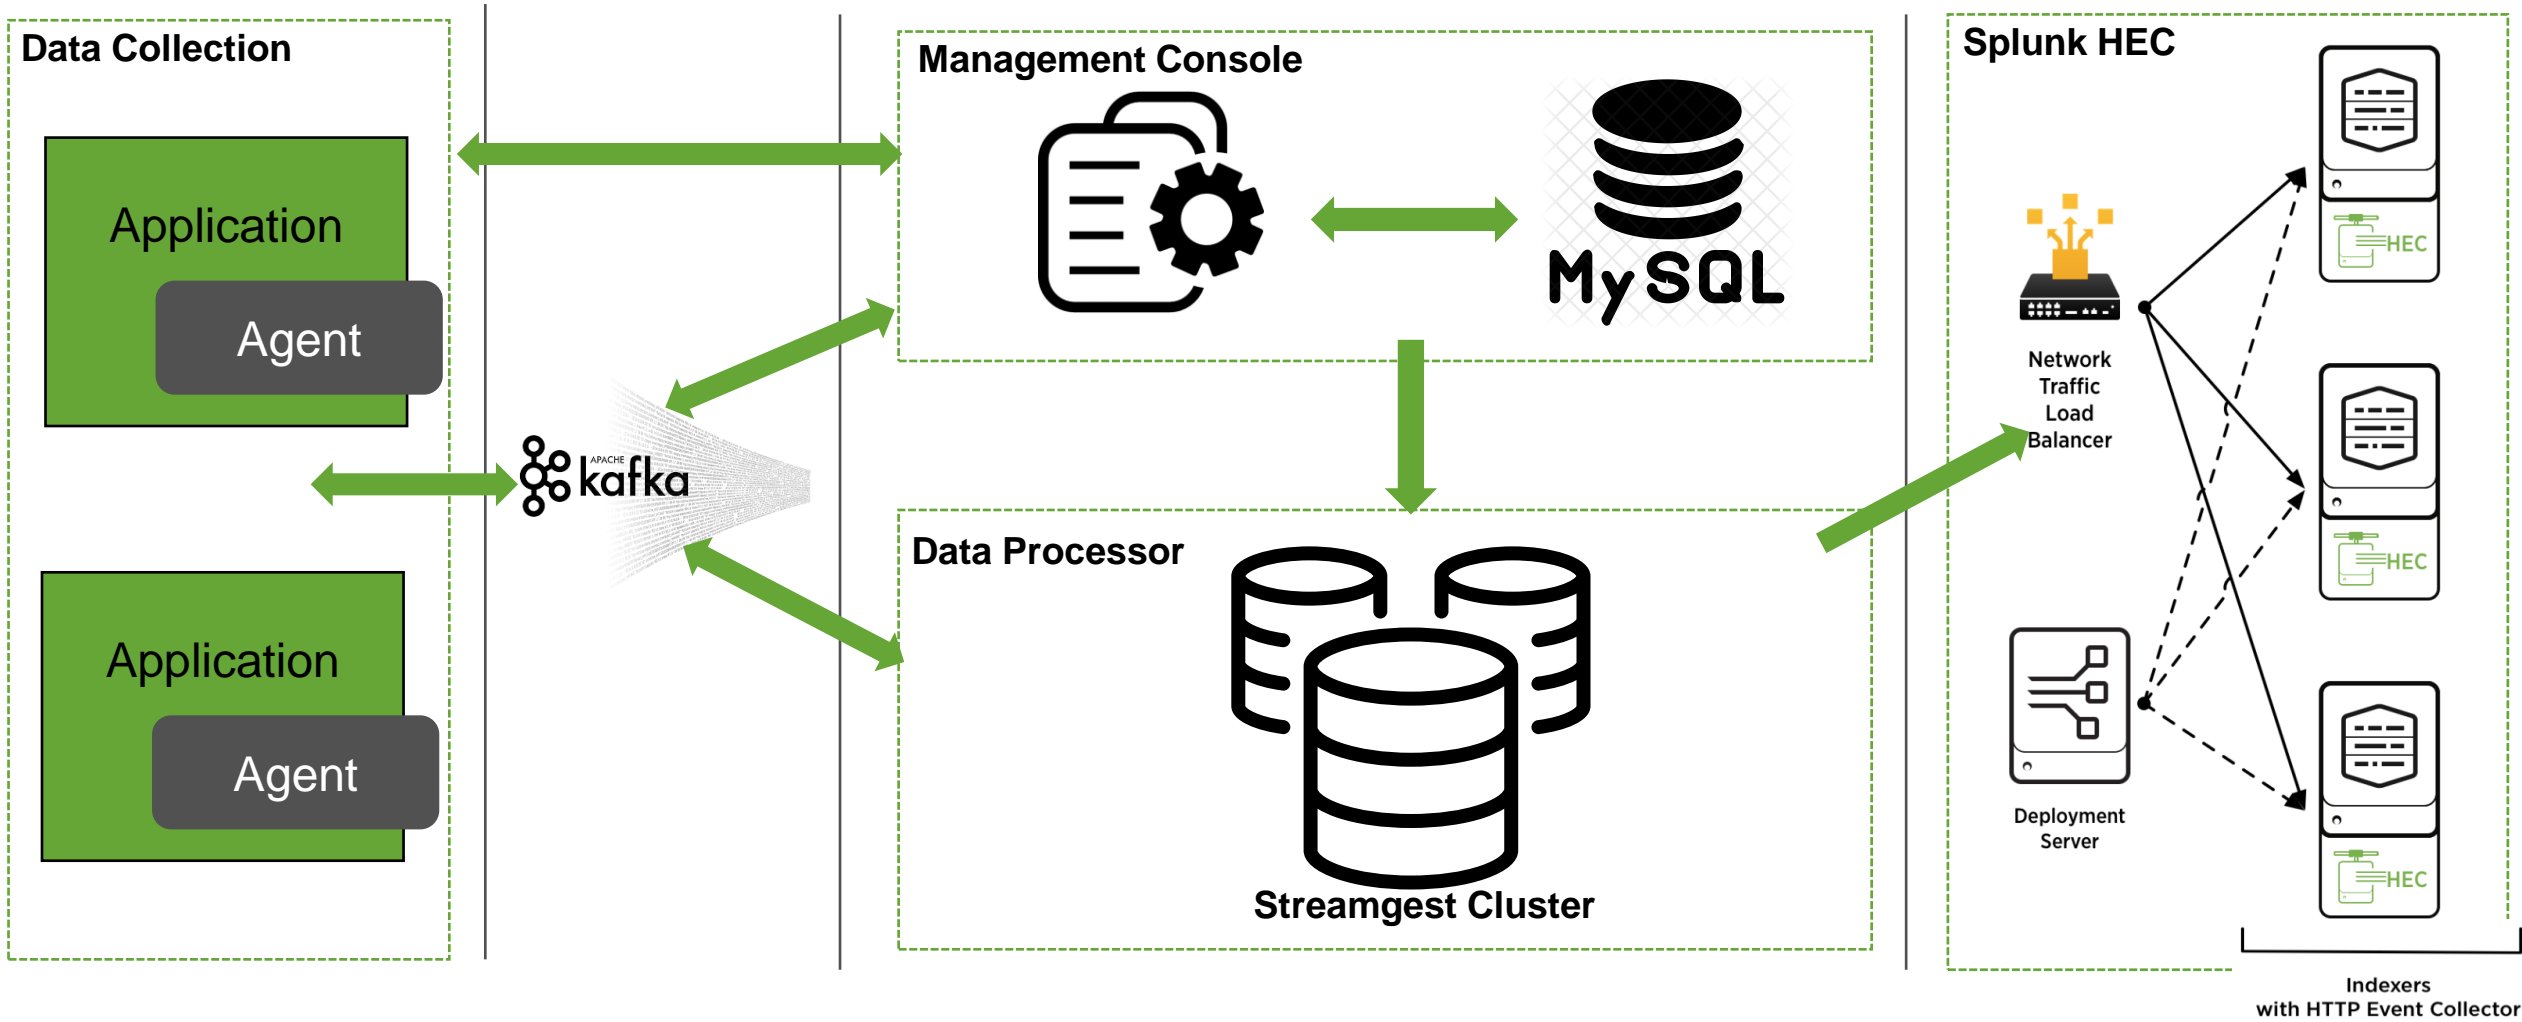 Data Collection
Application
Agent
Application
Agent
APACHE
kafka
Management Console
MySQL
Data Processor
Streamgest Cluster
Splunk HEC
Network
Traffic
Load
Balancer
Deployment
Server
HEC
HEC
HEC
Indexers
with HTTP Event Collector